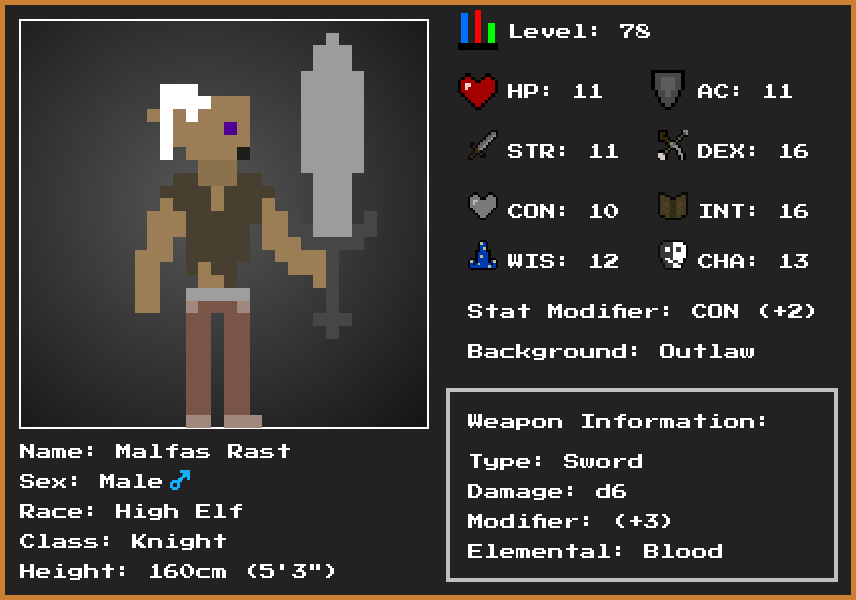 Level: 78
HP: 11
AC: 11
STR: 11
DEX: 16
CON: 10
INT: 16
WIS: 12
CHA: 13
Stat Modifier: CON (+2)
Background: Outlaw
Weapon Information:
Type: Sword
Damage: d6
Modifier: (+3)
Elemental: Blood
Name: Malfas Rast
Sex: Male♂
Race: High Elf
Class: Knight
Height: 160cm (5'3")